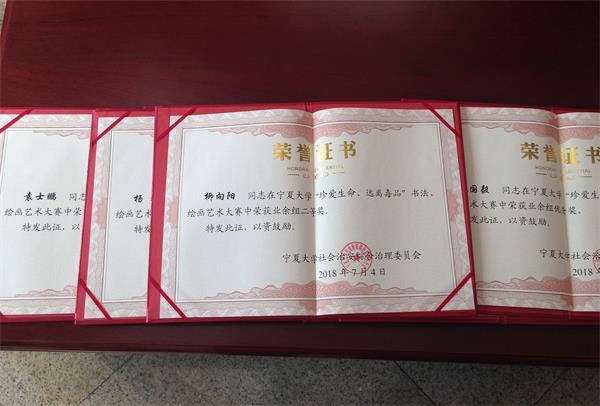 袁士鹏 同志
绘画艺术大赛中荣
特发此证，以
杨
绘画
荣誉证书
柳向阳 同志在宁夏大学“珍爱生命、远离毒品”书法、
绘画艺术大赛中荣获业余组二等奖。
特发此证，以资鼓励。
宁夏大学社会治安综合治理委员会
2018年7月4日
荣誉证书
国毅 同志在宁夏大学“珍爱生
术大赛中荣获业余组优
发此证，以资鼓励。
宁夏大学社会治
2018